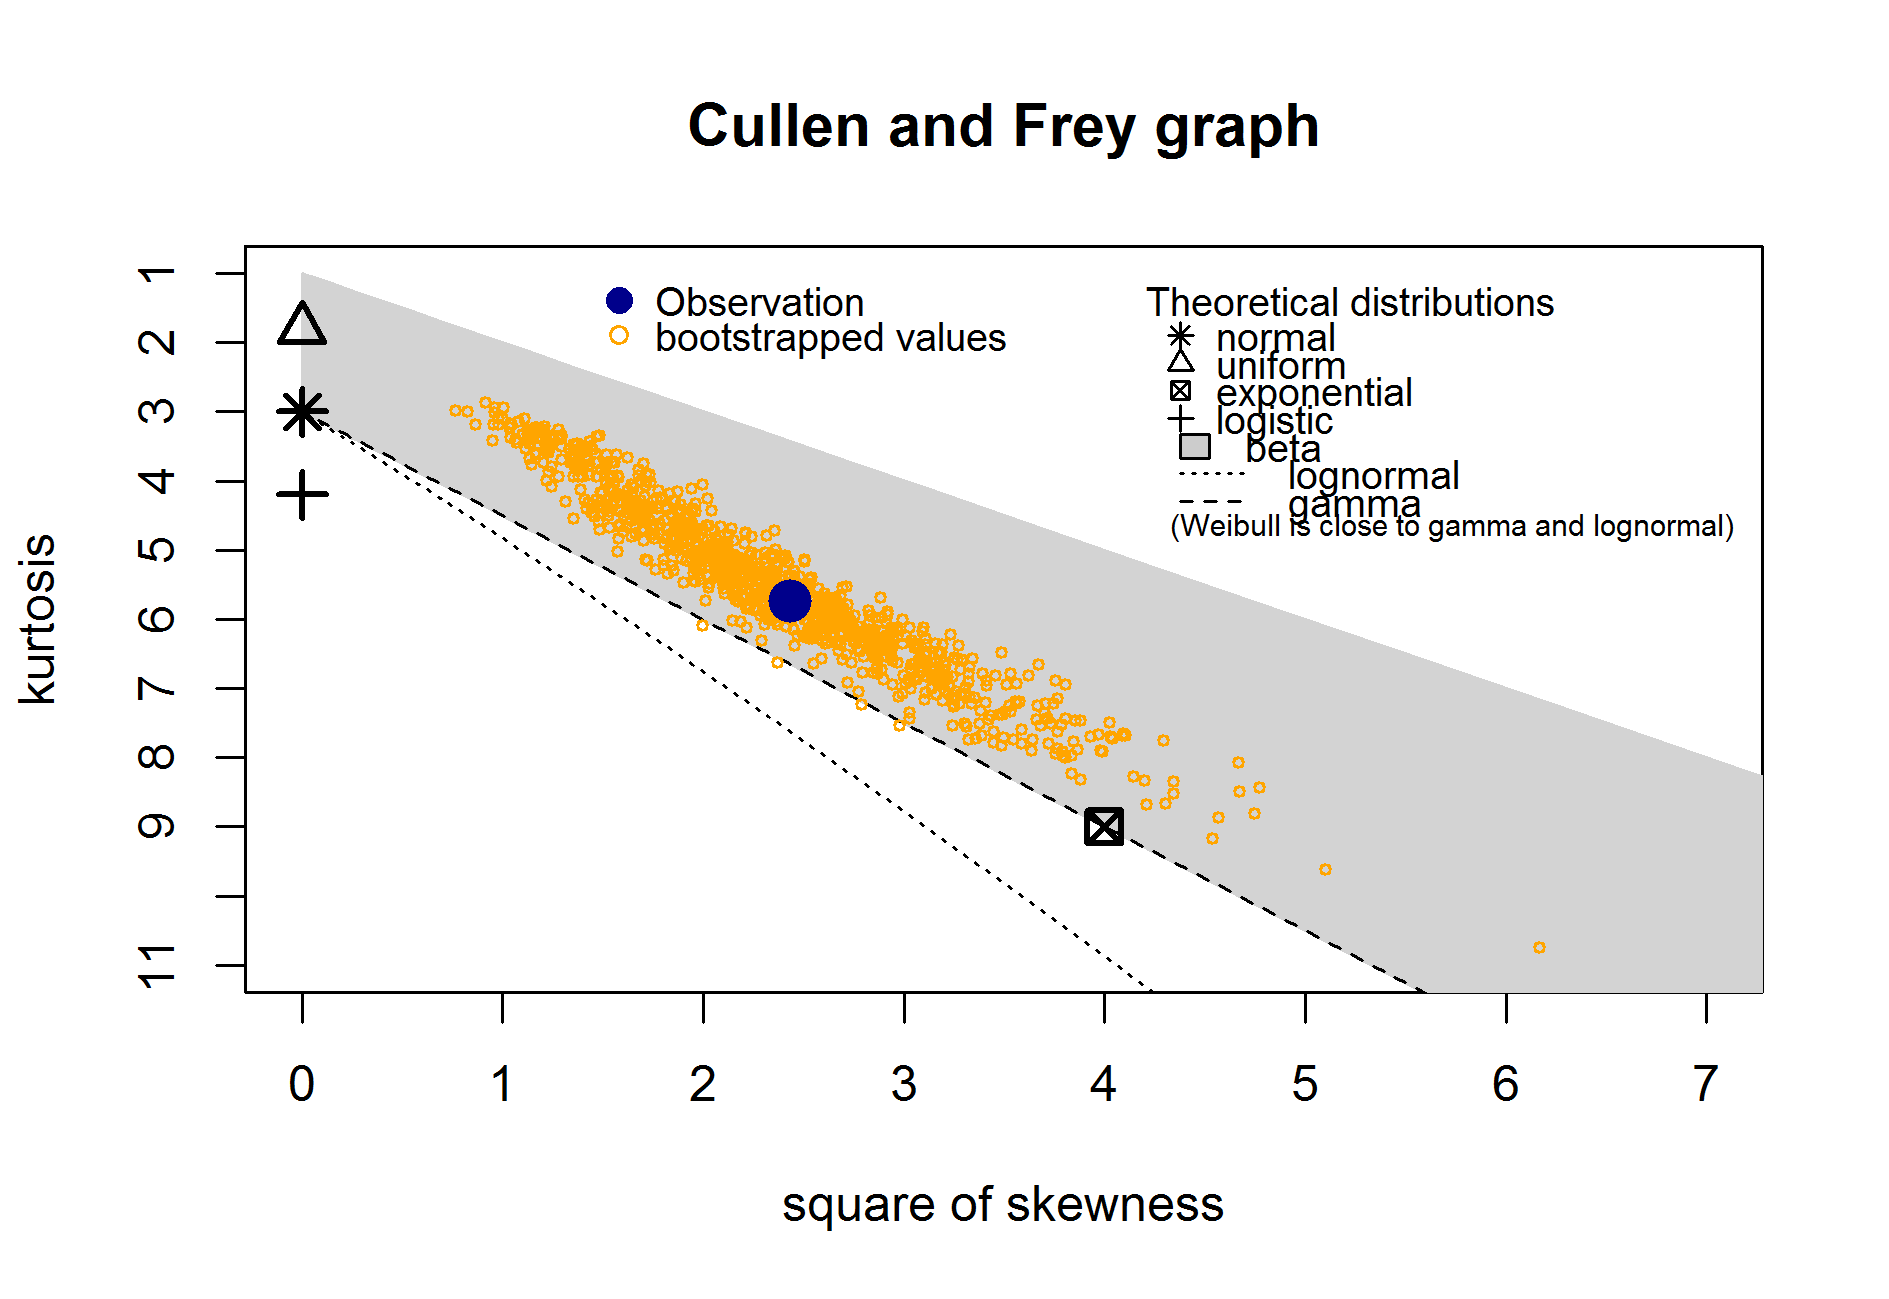 Cullen and Frey graph
Observation
bootstrapped values
Theoretical distributions
normal
uniform
exponential
logistic
beta
lognormal
gamma
(Weibull is close to gamma and lognormal)
kurtosis
1
2
3
4
5
6
7
8
9
11
0 1 2 3 4 5 6 7
square of skewness